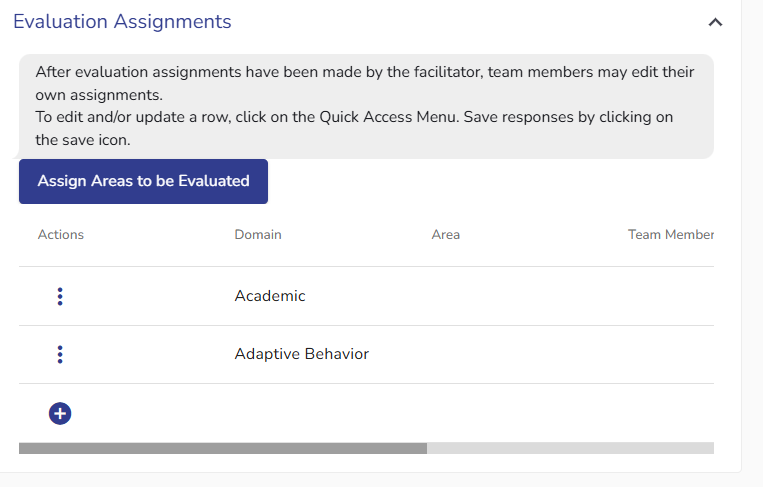 Evaluation Assignments
After evaluation assignments have been made by the facilitator, team members may edit their
own assignments.
To edit and/or update a row, click on the Quick Access Menu. Save responses by clicking on
the save icon.
Assign Areas to be Evaluated
Actions Domain Area Team Member
Academic
Adaptive Behavior